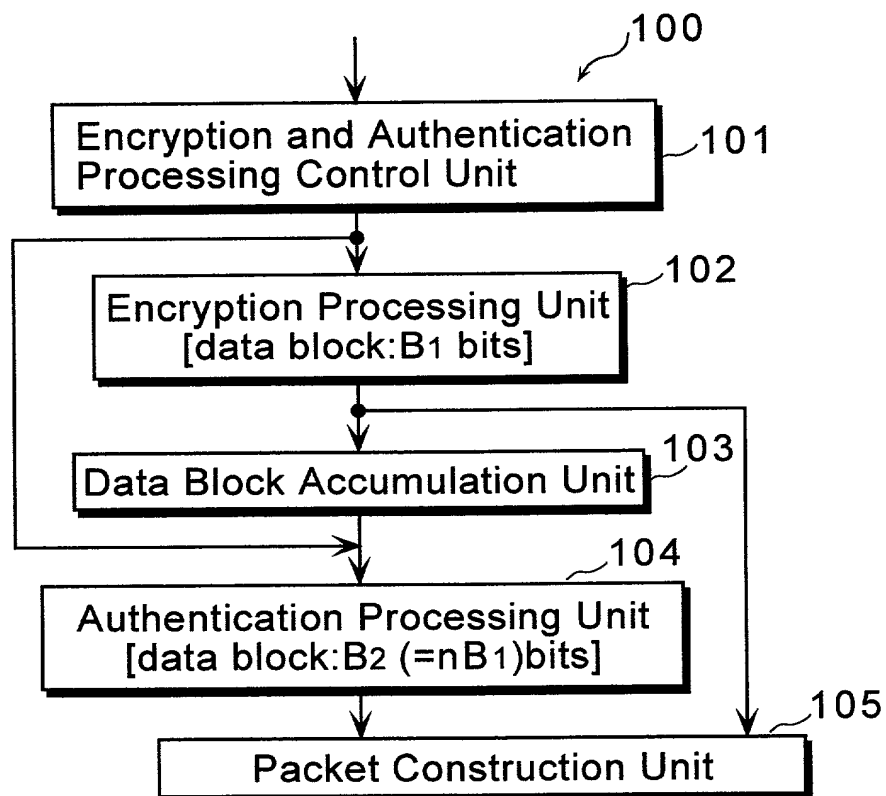 100
Encryption and Authentication
Processing Control Unit
101
102
Encryption Processing Unit
[data block:B1 bits]
103
Data Block Accumulation Unit
104
Authentication Processing Unit
[data block:B2 (=nB1)bits]
105
Packet Construction Unit